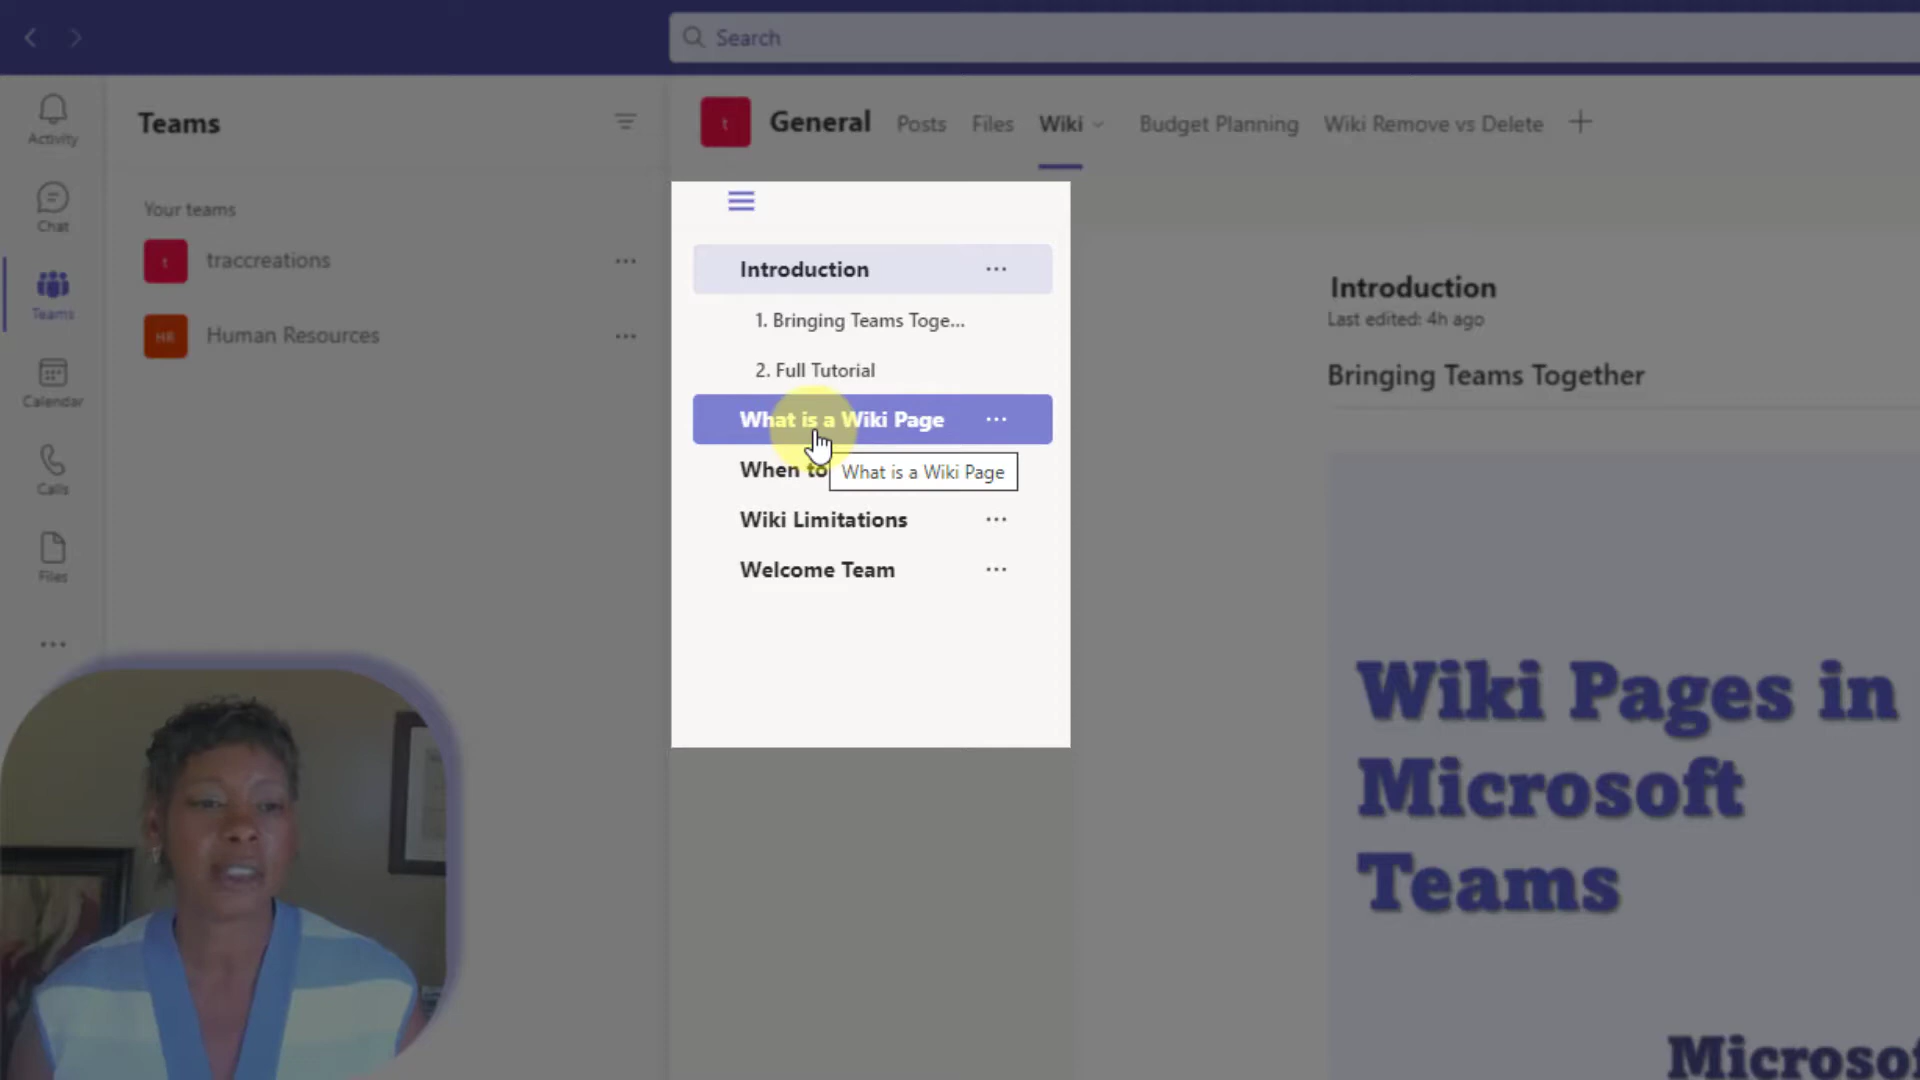 Search
Activity
Chat
Teams
Calendar
Calls
Files
Teams
Your teams
t traccreations
HR Human Resources
t General Posts Files Wiki Budget Planning Wiki Remove vs Delete
Introduction
1. Bringing Teams Toge...
2. Full Tutorial
What is a Wiki Page
When to
What is a Wiki Page
Wiki Limitations
Welcome Team
Introduction
Last edited: 4h ago
Bringing Teams Together
Wiki Pages in
Microsoft
Teams
Microsof